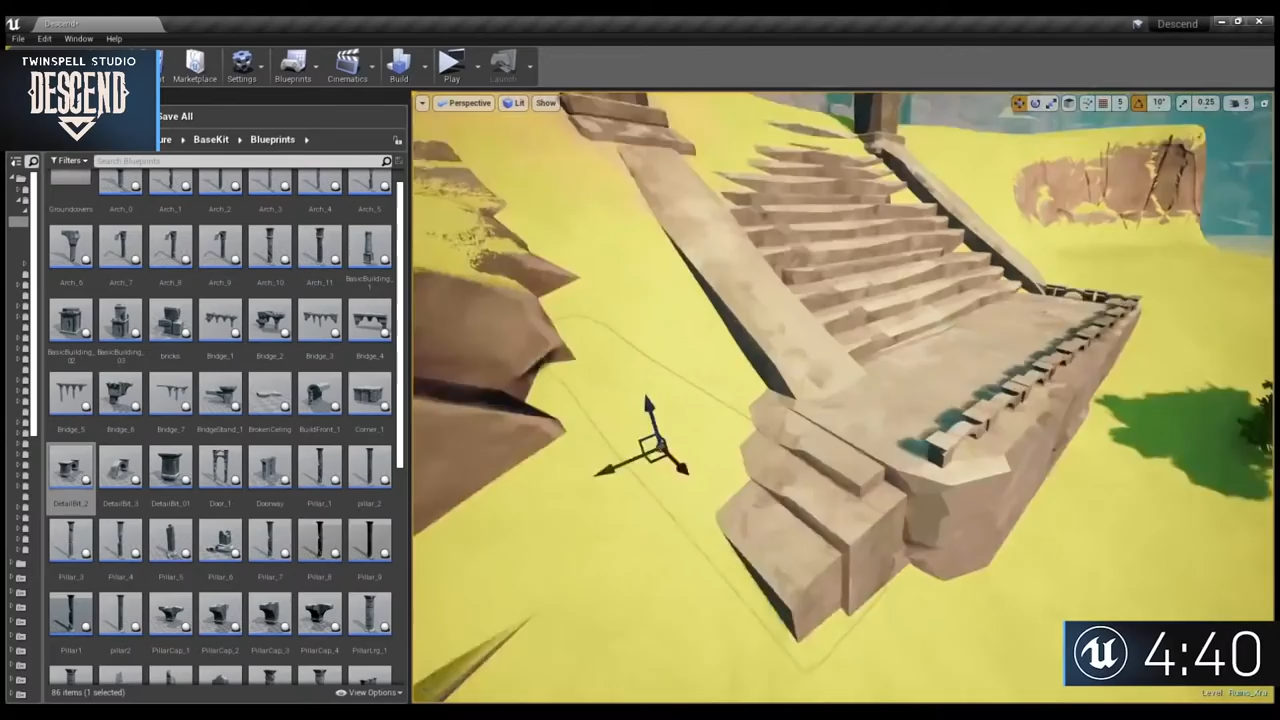 Descend*
Descend
File Edit Window Help
TWINSPELL STUDIO
DESCEND
Marketplace Settings Blueprints Cinematics Build Play Launch
Save All
BaseKit Blueprints
Filters Search Blueprints
Perspective Lit Show
5 10° 0.25 5
Groundcovers Arch_0 Arch_1 Arch_2 Arch_3 Arch_4 Arch_5
Arch_6 Arch_7 Arch_8 Arch_9 Arch_10 Arch_11 BasicBuilding_1
BasicBuilding_02 BasicBuilding_03 bricks Bridge_1 Bridge_2 Bridge_3 Bridge_4
Bridge_5 Bridge_6 Bridge_7 BridgeStand_1 BrokenCeiling BuildFront_1 Corner_1
DetailBit_2 DetailBit_3 DetailBit_01 Door_1 Doorway Pillar_1 pillar_2
Pillar_3 Pillar_4 Pillar_5 Pillar_6 Pillar_7 Pillar_8 Pillar_9
Pillar1 pillar2 PillarCap_1 PillarCap_2 PillarCap_3 PillarCap_4 PillarLrg_1
86 items (1 selected) View Options
4:40
Level: